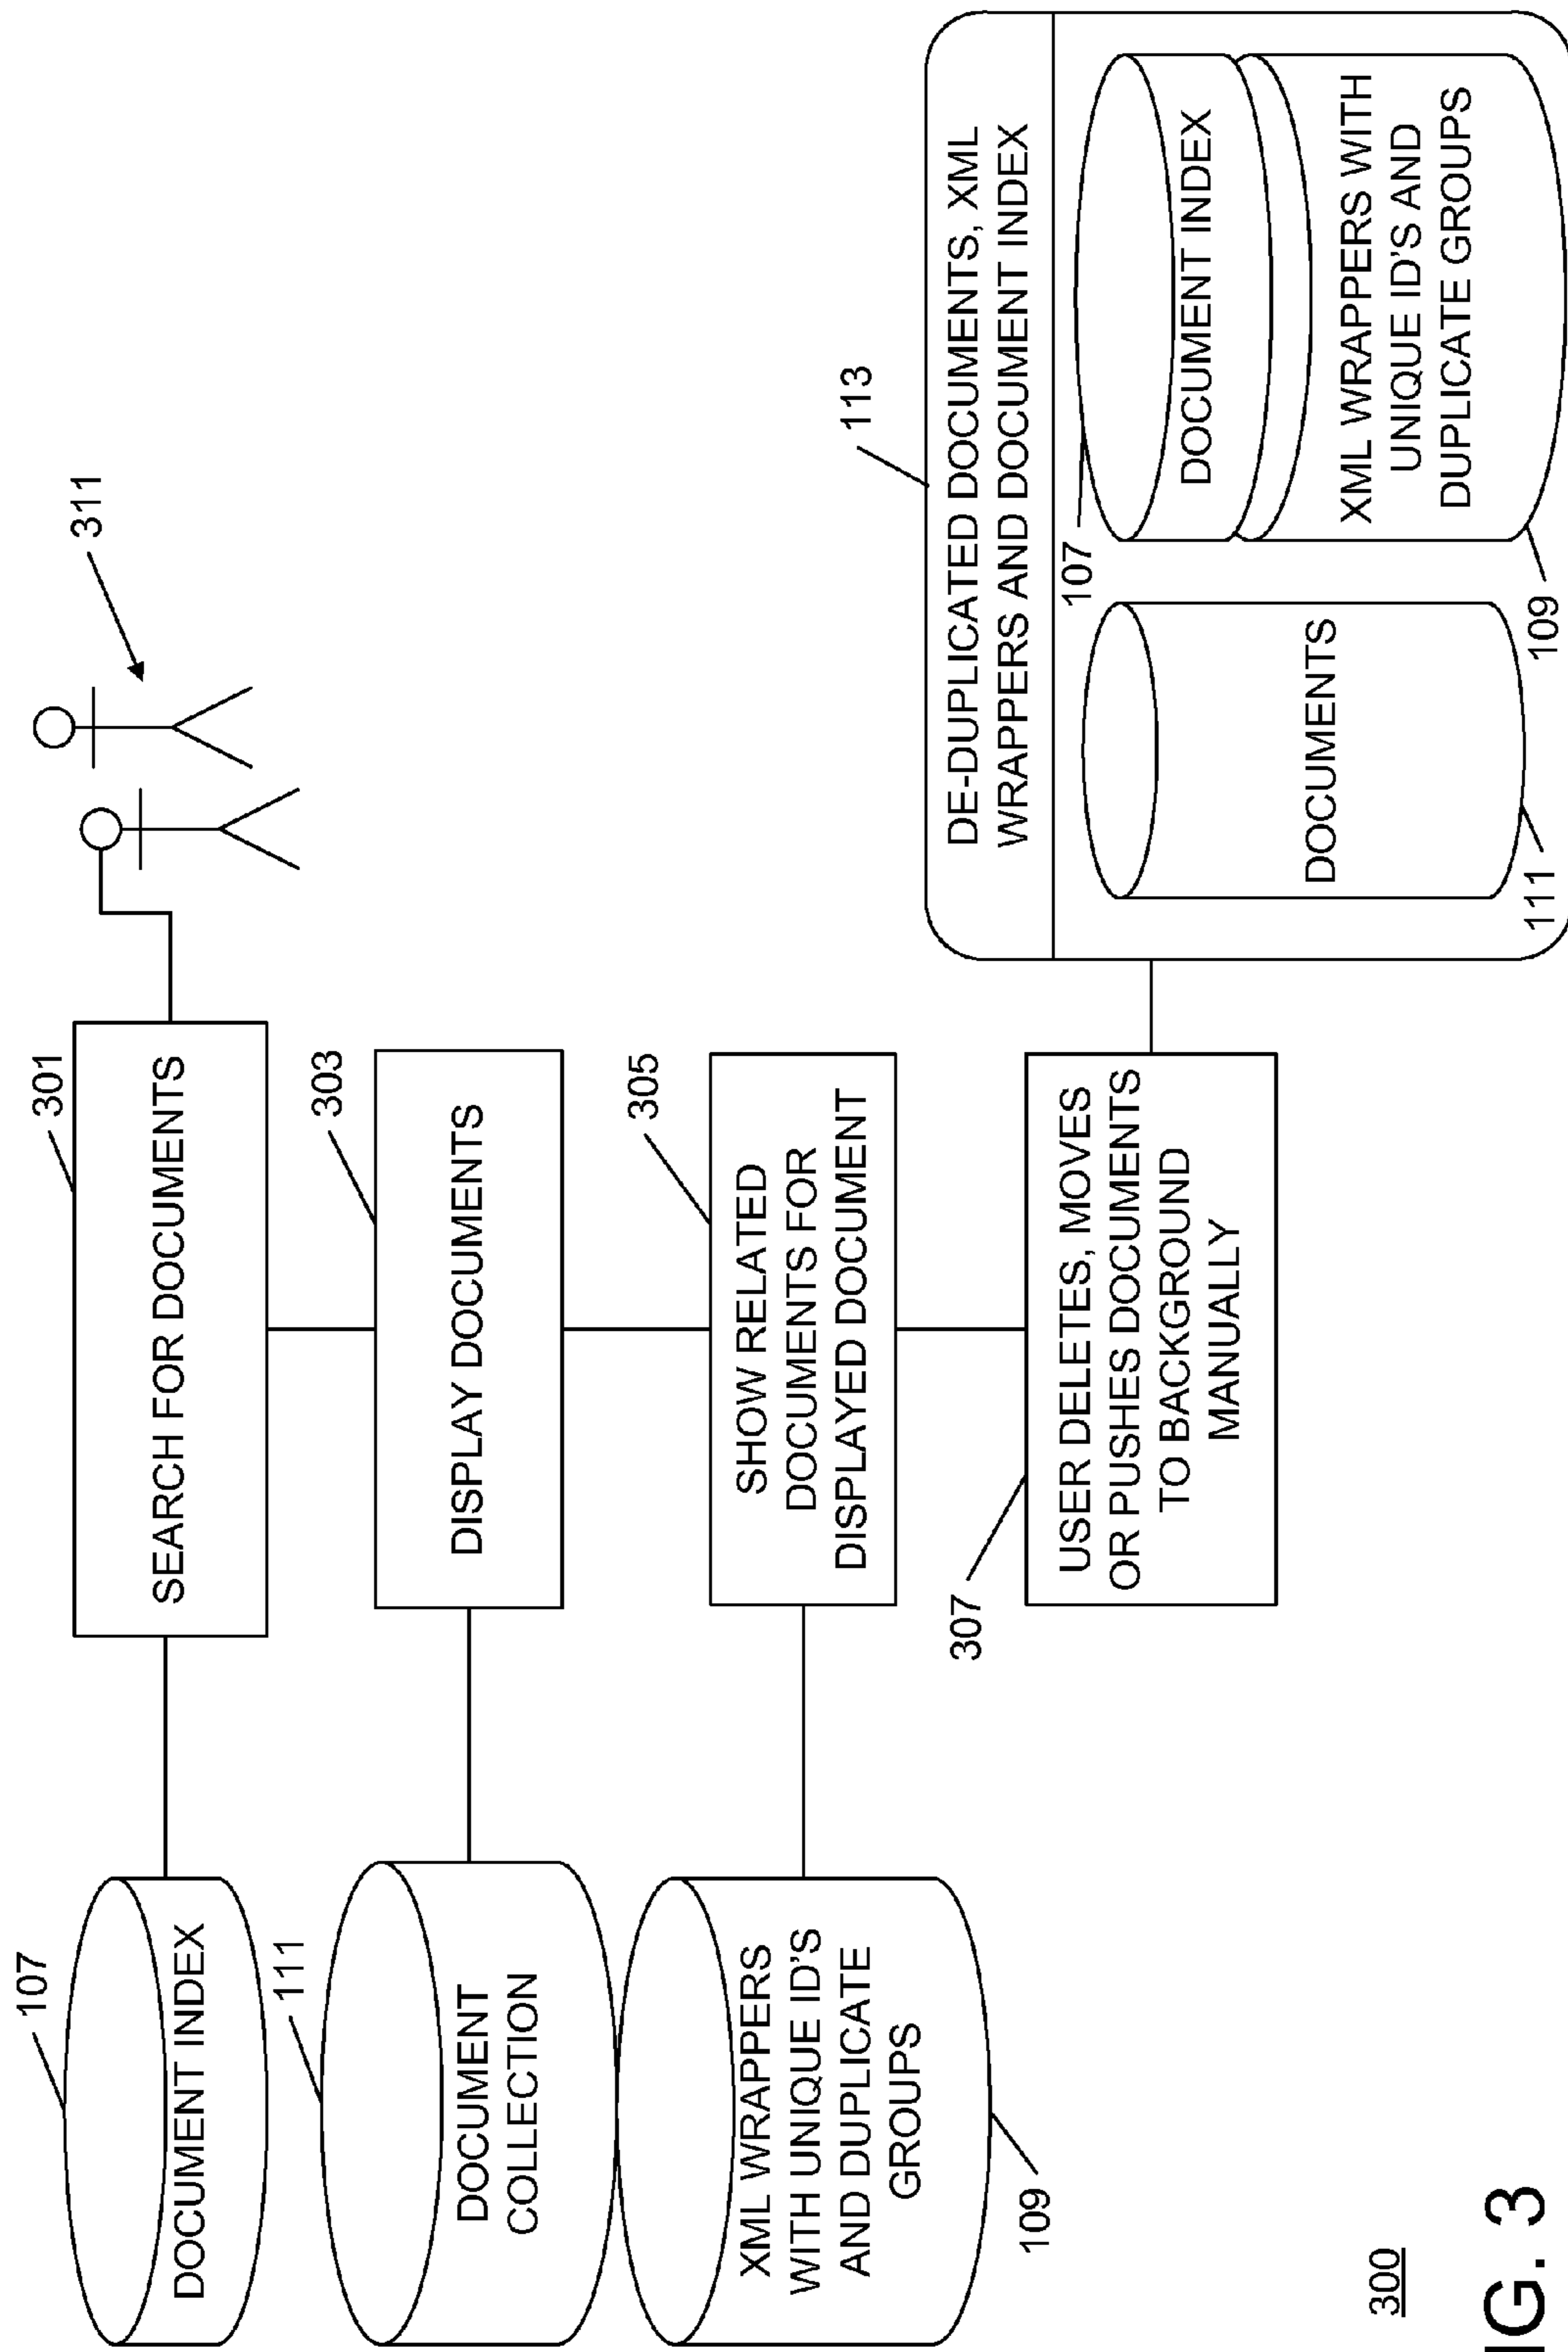 107
DOCUMENT INDEX
111
DOCUMENT
COLLECTION
XML WRAPPERS
WITH UNIQUE ID'S
AND DUPLICATE
GROUPS
109
301
SEARCH FOR DOCUMENTS
303
DISPLAY DOCUMENTS
305
SHOW RELATED
DOCUMENTS FOR
DISPLAYED DOCUMENT
307
USER DELETES, MOVES
OR PUSHES DOCUMENTS
TO BACKGROUND
MANUALLY
311
113
DE-DUPLICATED DOCUMENTS, XML
WRAPPERS AND DOCUMENT INDEX
107
DOCUMENT INDEX
XML WRAPPERS WITH
UNIQUE ID'S AND
DUPLICATE GROUPS
109
DOCUMENTS
111
300
IG. 3